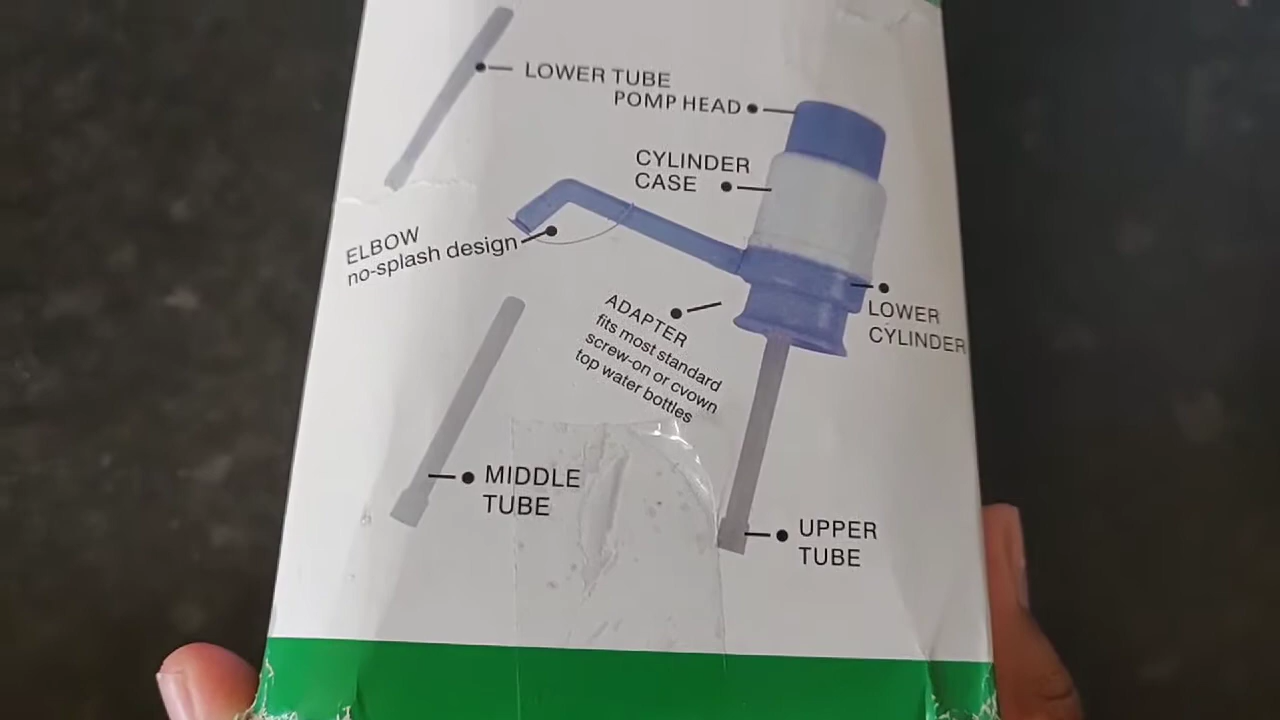 LOWER TUBE
POMP HEAD
CYLINDER
CASE
ELBOW
no-splash design
ADAPTER
fits most standard
screw-on or cvown
top water bottles
LOWER
CYLINDER
MIDDLE
TUBE
UPPER
TUBE